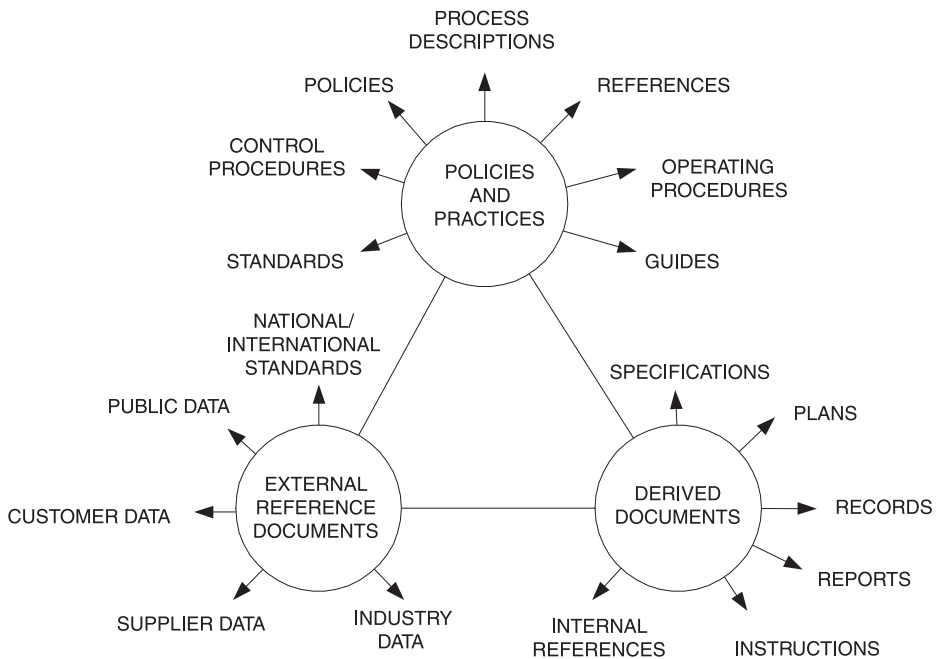 PROCESS
DESCRIPTIONS
POLICIES
REFERENCES
CONTROL
PROCEDURES
POLICIES
AND
PRACTICES
OPERATING
PROCEDURES
STANDARDS
GUIDES
NATIONAL/
INTERNATIONAL
STANDARDS
SPECIFICATIONS
PUBLIC DATA
PLANS
EXTERNAL
REFERENCE
DOCUMENTS
DERIVED
DOCUMENTS
CUSTOMER DATA
RECORDS
REPORTS
SUPPLIER DATA
INDUSTRY
DATA
INTERNAL
REFERENCES
INSTRUCTIONS